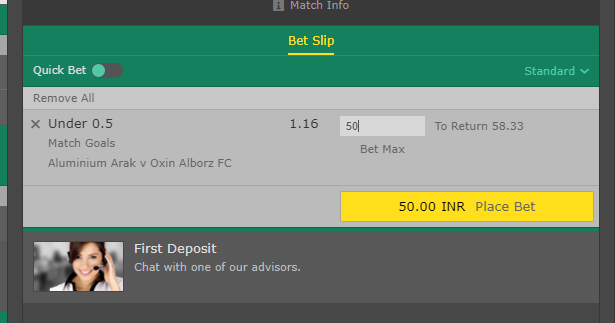 Match Info
Bet Slip
Quick Bet
Standard
Remove All
Under 0.5 1.16 50 To Return 58.33
Match Goals Bet Max
Aluminium Arak v Oxin Alborz FC
50.00 INR Place Bet
First Deposit
Chat with one of our advisors.